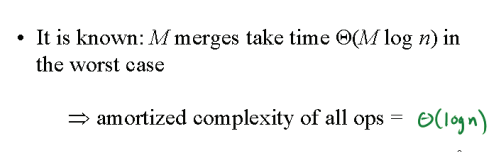 • It is known: M merges take time Θ(M log n) in
the worst case
⇒ amortized complexity of all ops = Θ(log n)